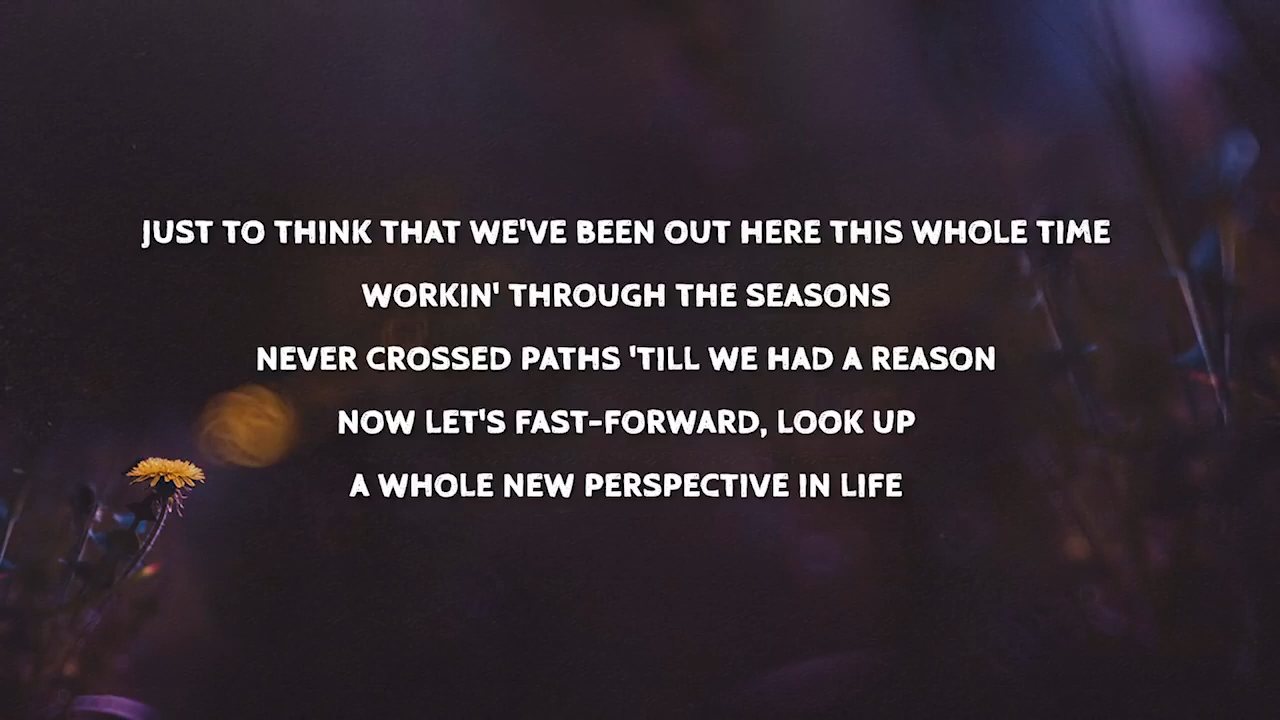 JUST TO THINK THAT WE'VE BEEN OUT HERE THIS WHOLE TIME
WORKIN' THROUGH THE SEASONS
NEVER CROSSED PATHS 'TILL WE HAD A REASON
NOW LET'S FAST-FORWARD, LOOK UP
A WHOLE NEW PERSPECTIVE IN LIFE